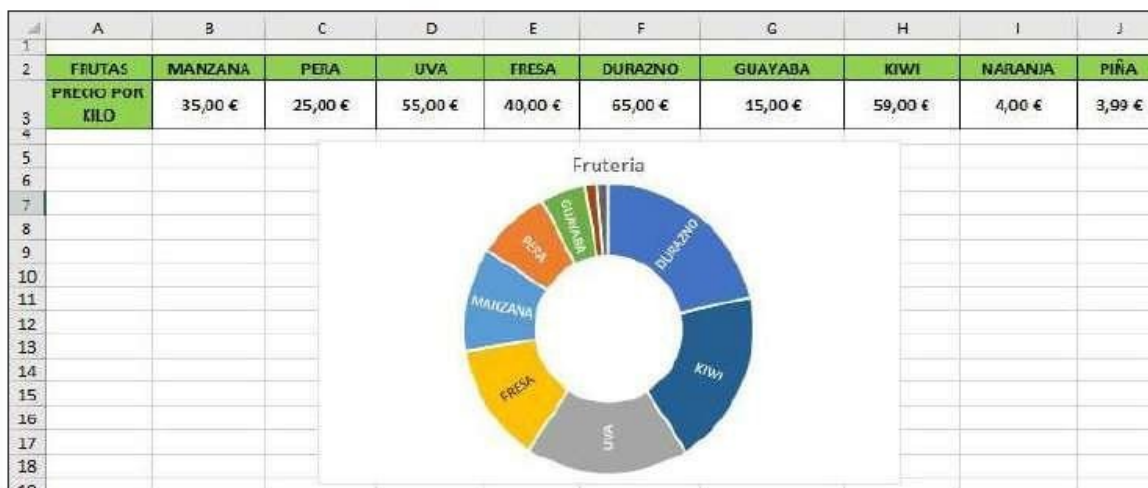 A B C D E F G H I J
1
2 FRUTAS MANZANA PERA UVA FRESA DURAZNO GUAYABA KIWI NARANJA PIÑA
PRECIO POR
3 KILO 35,00 € 25,00 € 55,00 € 40,00 € 65,00 € 15,00 € 59,00 € 4,00 € 3,99 €
4
5
6 Fruteria
7
8 GUAYABA
9 PERA DURAZNO
10
11 MANZANA
12
13
14 KIWI
15 FRESA
16
17 UVA
18
19